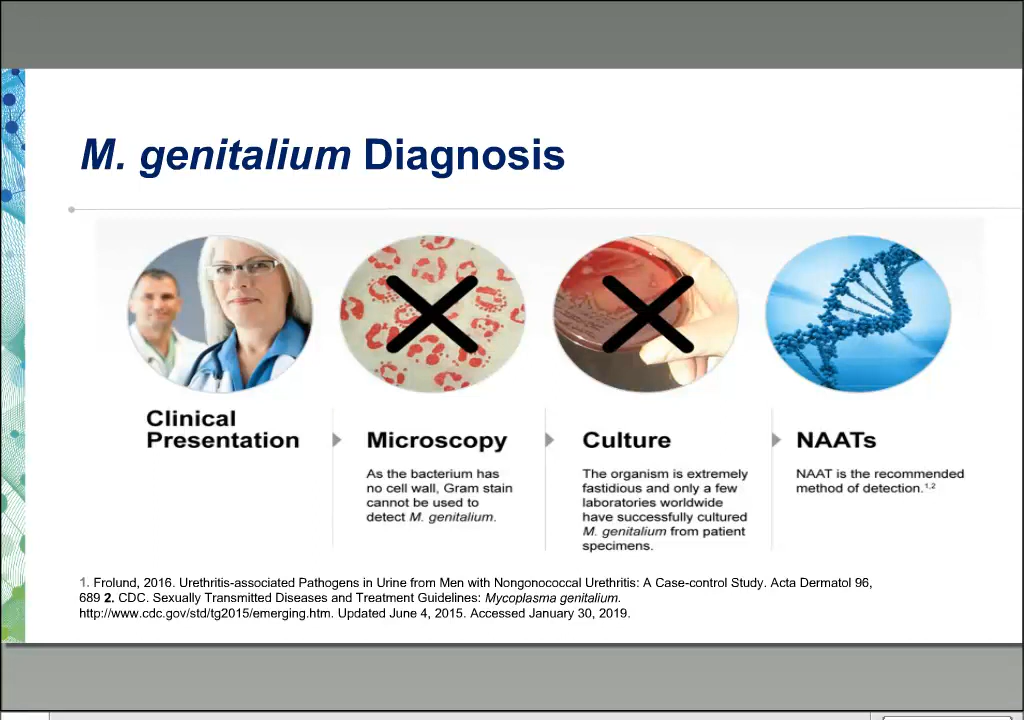 M. genitalium Diagnosis
Clinical
Presentation
Microscopy
As the bacterium has
no cell wall, Gram stain
cannot be used to
detect M. genitalium.
Culture
The organism is extremely
fastidious and only a few
laboratories worldwide
have successfully cultured
M. genitalium from patient
specimens.
NAATs
NAAT is the recommended
method of detection.1,2
1. Frolund, 2016. Urethritis-associated Pathogens in Urine from Men with Nongonococcal Urethritis: A Case-control Study. Acta Dermatol 96,
689 2. CDC. Sexually Transmitted Diseases and Treatment Guidelines: Mycoplasma genitalium.
http://www.cdc.gov/std/tg2015/emerging.htm. Updated June 4, 2015. Accessed January 30, 2019.